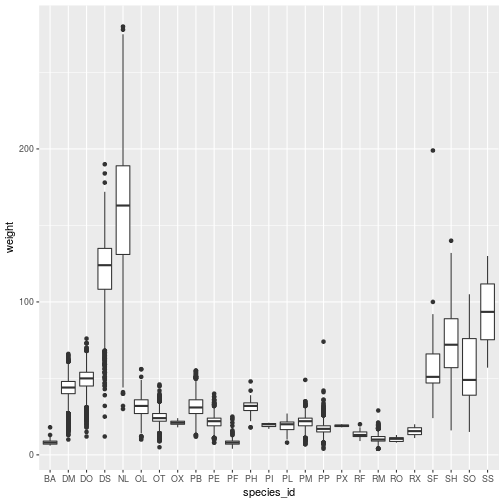 200
weight
100
0
BA DM DO DS NL OL OT OX PB PE PF PH PI PL PM PP PX RF RM RO RX SF SH SO SS
species_id